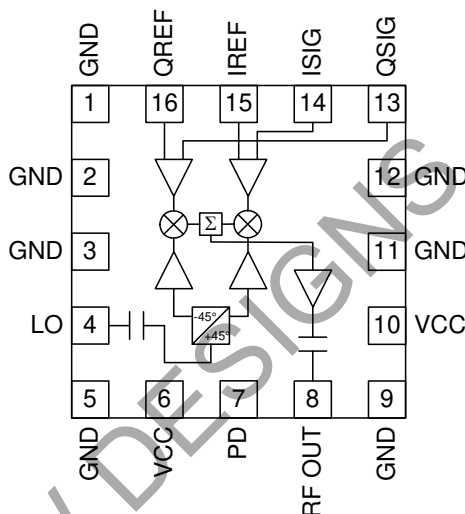 GND QREF IREF ISIG QSIG
1 16 15 14 13
GND 2 12 GND
Σ
GND 3 11 GND
LO 4 -45° +45° 10 VCC
5 6 7 8 9
GND VCC PD RF OUT GND
DESIGNS